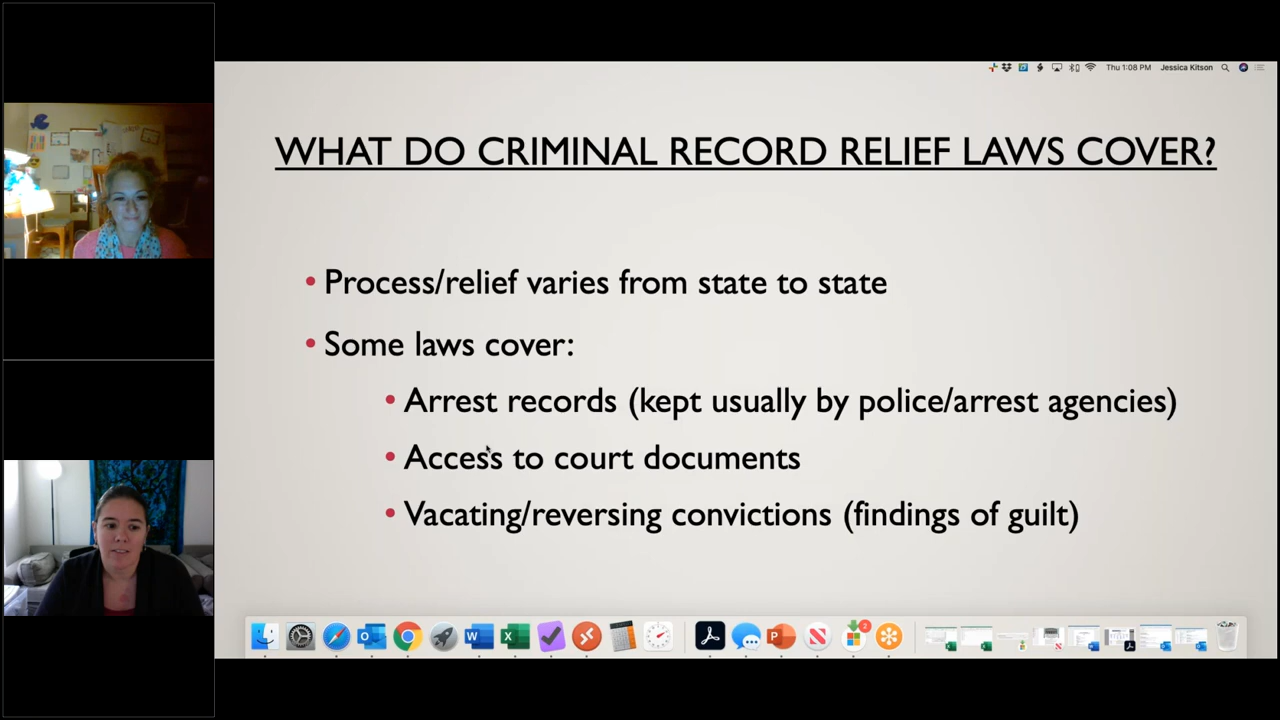 Thu 1:08 PM Jessica Kitson
WHAT DO CRIMINAL RECORD RELIEF LAWS COVER?
• Process/relief varies from state to state
• Some laws cover:
• Arrest records (kept usually by police/arrest agencies)
• Access to court documents
• Vacating/reversing convictions (findings of guilt)
2